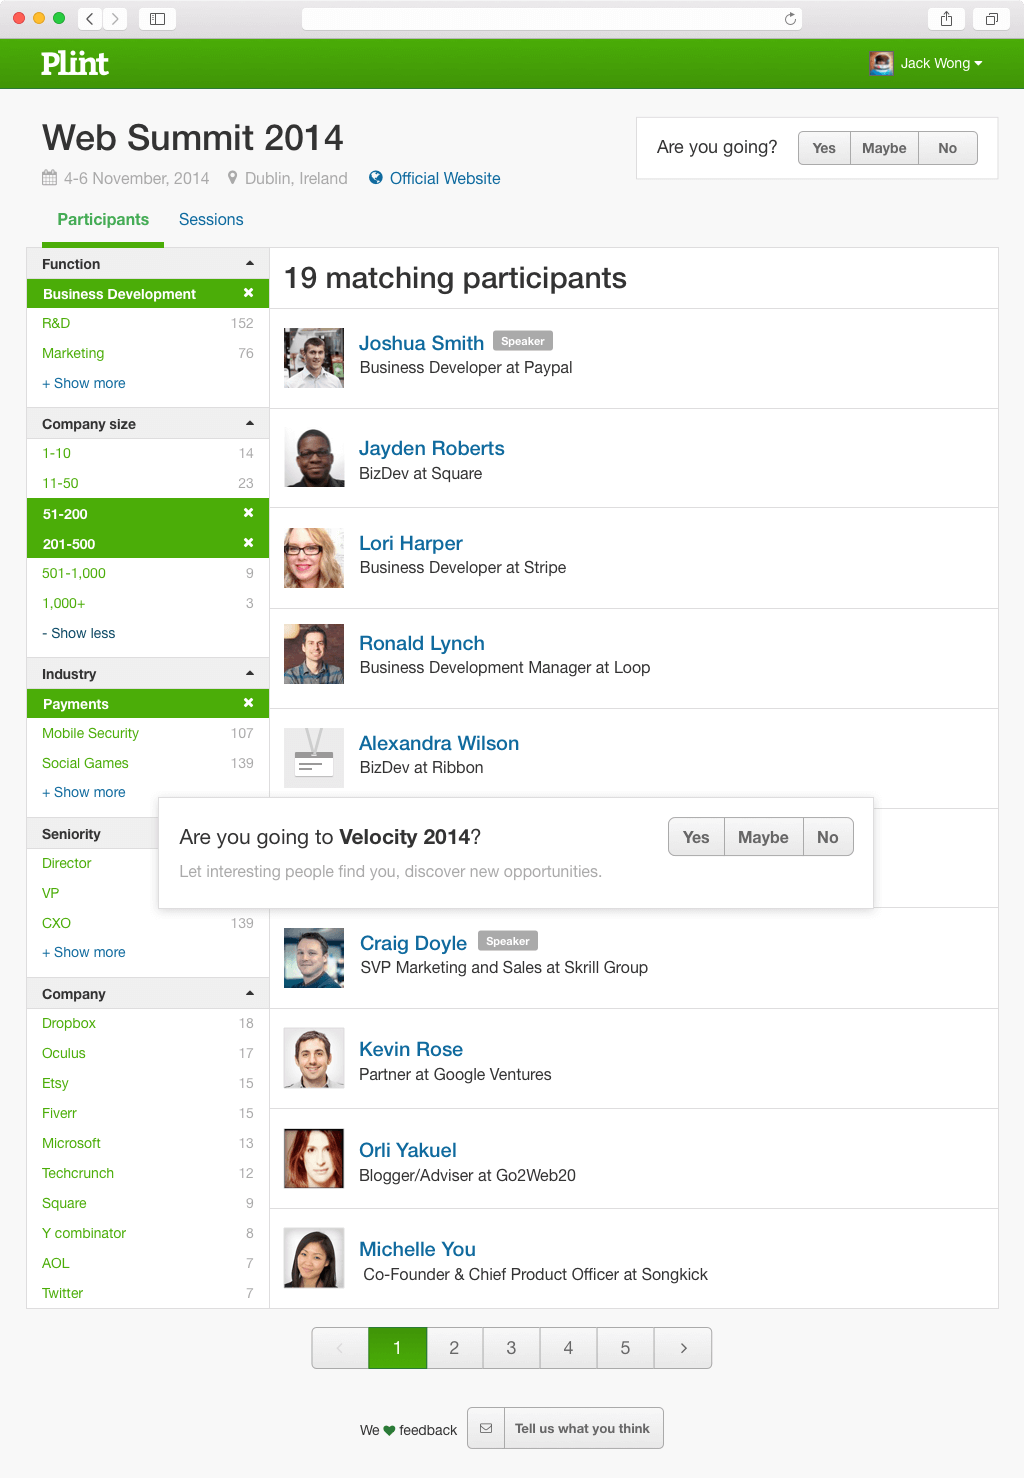 Pliint
Jack Wong
Web Summit 2014
4-6 November, 2014 Dublin, Ireland Official Website
Are you going? Yes Maybe No
Participants Sessions
Function
Business Development
R&D 152
Marketing 76
+ Show more
Company size
1-10 14
11-50 23
51-200
201-500
501-1,000 9
1,000+ 3
- Show less
Industry
Payments
Mobile Security 107
Social Games 139
+ Show more
Seniority
Director
VP
CXO 139
+ Show more
Company
Dropbox 18
Oculus 17
Etsy 15
Fiverr 15
Microsoft 13
Techcrunch 12
Square 9
Y combinator 8
AOL 7
Twitter 7
19 matching participants
Joshua Smith Speaker
Business Developer at Paypal
Jayden Roberts
BizDev at Square
Lori Harper
Business Developer at Stripe
Ronald Lynch
Business Development Manager at Loop
Alexandra Wilson
BizDev at Ribbon
Are you going to Velocity 2014? Yes Maybe No
Let interesting people find you, discover new opportunities.
Craig Doyle Speaker
SVP Marketing and Sales at Skrill Group
Kevin Rose
Partner at Google Ventures
Orli Yakuel
Blogger/Adviser at Go2Web20
Michelle You
Co-Founder & Chief Product Officer at Songkick
1 2 3 4 5
We feedback Tell us what you think